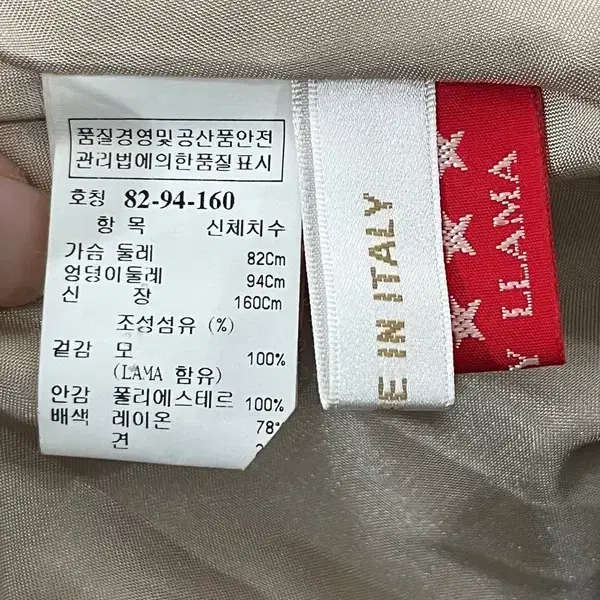 품질경영및공산품안전
관리법에의한품질표시
호칭 82-94-160
항 목 신체치수
가슴 둘레 82Cm
엉덩이둘레 94Cm
신 장 160Cm
조성섬유 (%)
겉감 모 100%
(LAMA 함유)
안감 폴리에스테르 100%
배색 레이온 78
견
E IN ITALY
Y LLAMA